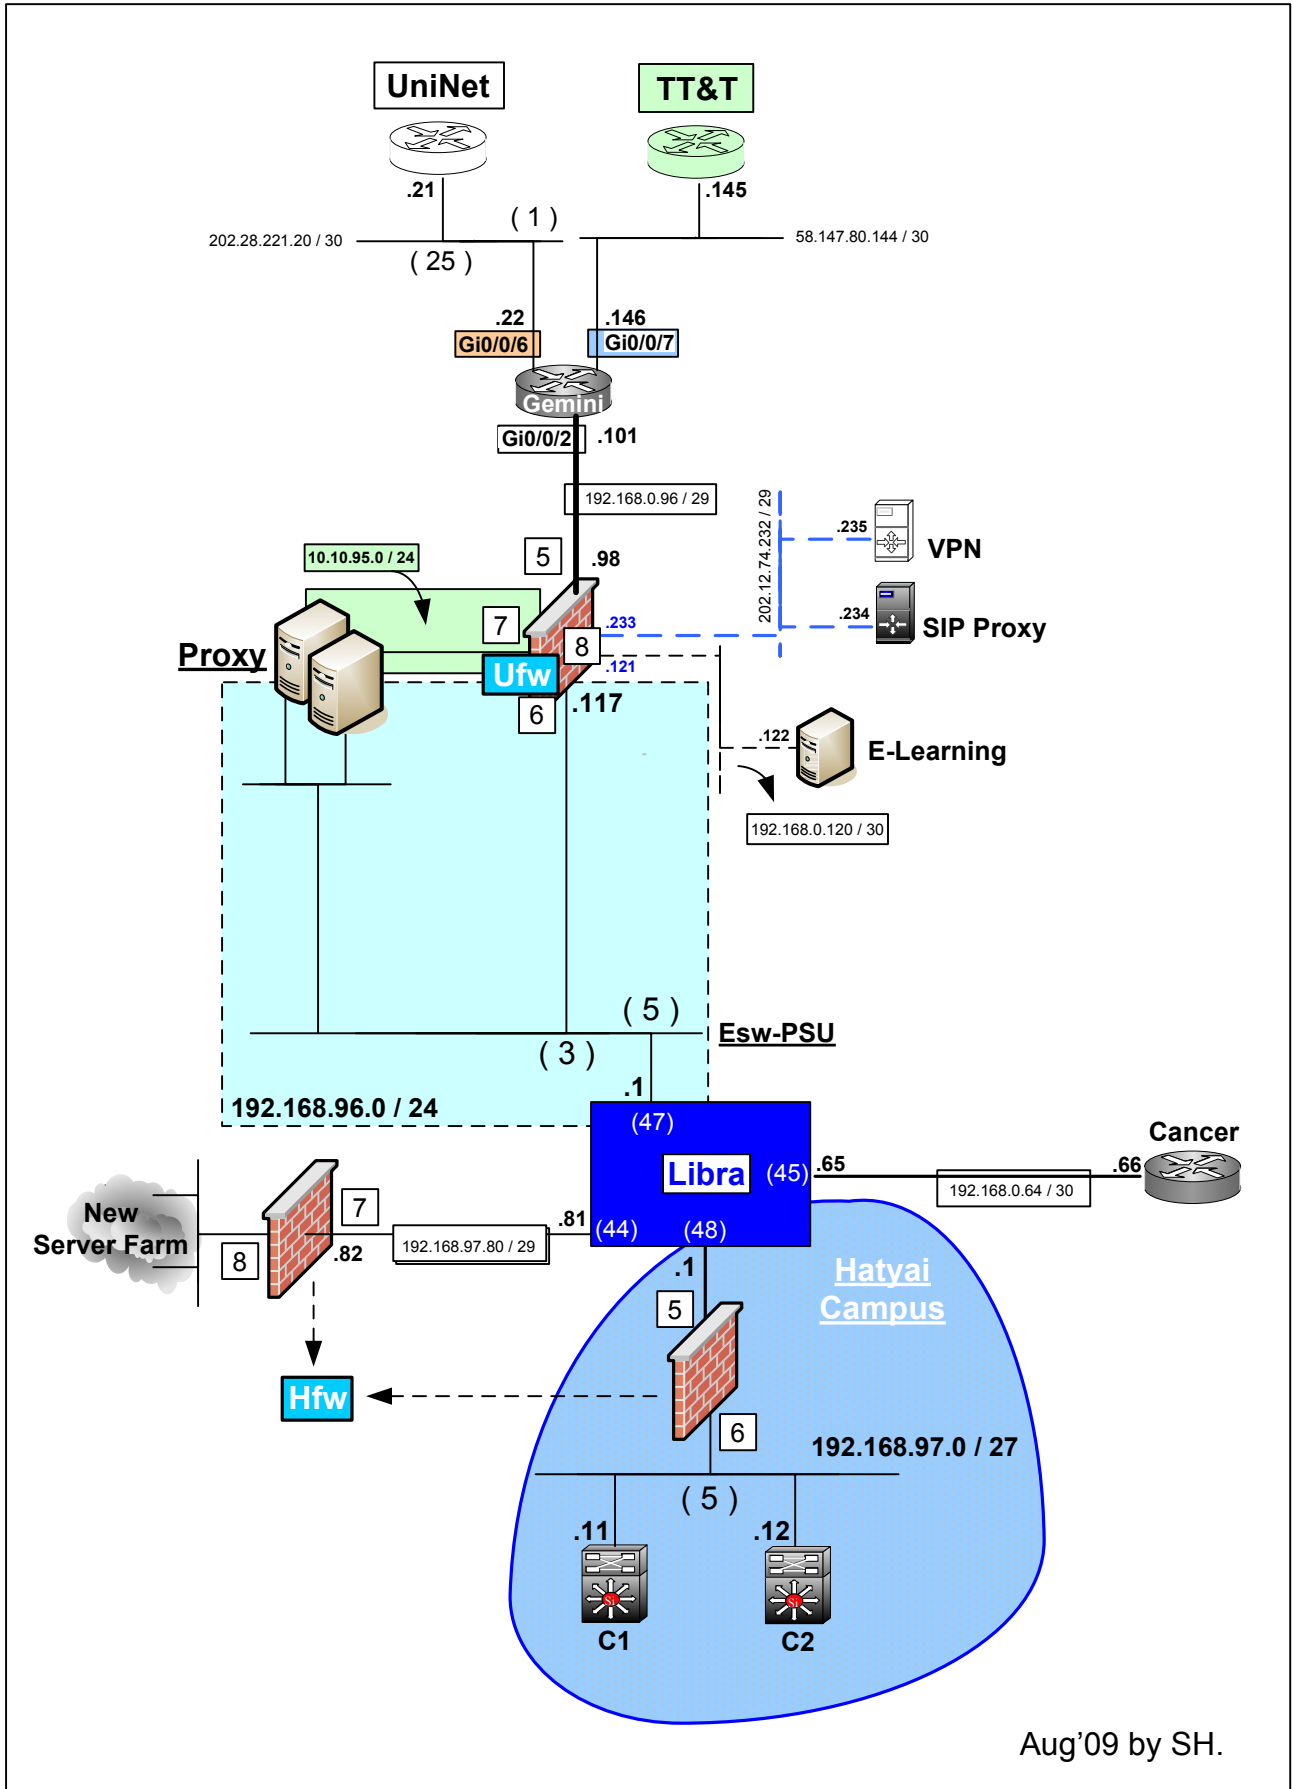 UniNet
TT&T
.21
.145
( 1 )
202.28.221.20 / 30
58.147.80.144 / 30
( 25 )
.22
.146
Gi0/0/6
Gi0/0/7
Gemini
Gi0/0/2
.101
192.168.0.96 / 29
202.12.74.232 / 29
.235
VPN
10.10.95.0 / 24
5
.98
.234
SIP Proxy
7
.233
8
Proxy
Ufw
.121
6
.117
.122
E-Learning
192.168.0.120 / 30
( 5 )
Esw-PSU
( 3 )
.1
192.168.96.0 / 24
(47)
Cancer
Libra
(45)
.65
.66
192.168.0.64 / 30
New
Server Farm
7
8
.82
192.168.97.80 / 29
.81
(44)
(48)
.1
Hatyai
Campus
5
Hfw
6
192.168.97.0 / 27
( 5 )
.11
.12
Si
Si
C1
C2
Aug'09 by SH.